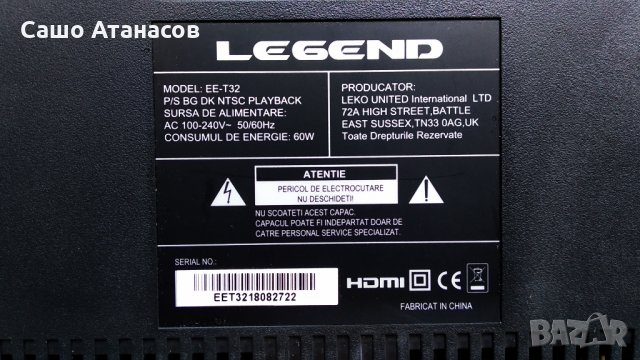 Сашо Атанасов
LEGEND
MODEL: EE-T32
P/S BG DK NTSC PLAYBACK
SURSA DE ALIMENTARE:
AC 100-240V~ 50/60Hz
CONSUMUL DE ENERGIE: 60W
PRODUCATOR:
LEKO UNITED International LTD
72A HIGH STREET,BATTLE
EAST SUSSEX,TN33 0AG,UK
Toate Drepturile Rezervate
ATENTIE
PERICOL DE ELECTROCUTARE
NU DESCHIDETI!
NU SCOATETI ACEST CAPAC.
CAPACUL POATE FI INDEPARTAT DOAR DE
CATRE PERSONAL SERVICE SPECIALIZAT.
SERIAL NO.:
EET3218082722
HDMI CE
FABRICAT IN CHINA
BAZAR